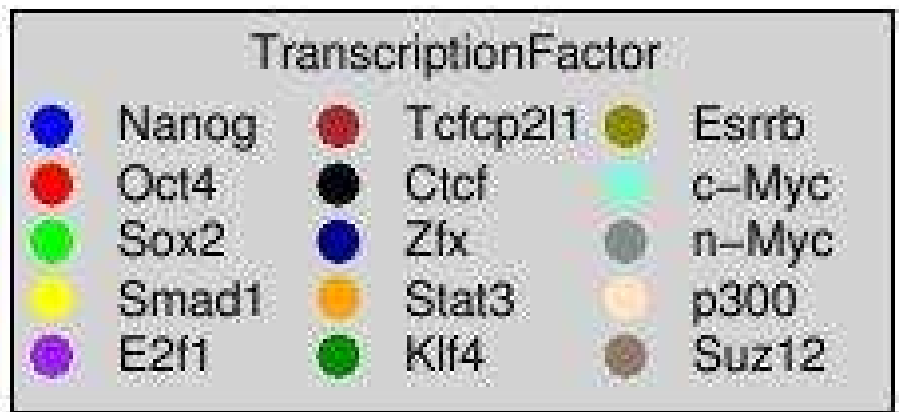 TranscriptionFactor
Nanog Tcfcp2l1 Esrrb
Oct4 Ctcf c-Myc
Sox2 Zfx n-Myc
Smad1 Stat3 p300
E2f1 Klf4 Suz12